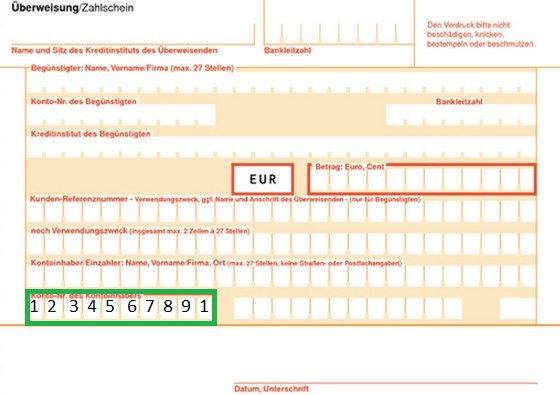 Überweisung/Zahlschein
Den Vordruck bitte nicht
beschädigen, knicken,
bestempeln oder beschmutzen.
Name und Sitz des Kreditinstituts des Überweisenden Bankleitzahl
Begünstigter: Name, Vorname/Firma (max. 27 Stellen)
Konto-Nr. des Begünstigten Bankleitzahl
Kreditinstitut des Begünstigten
EUR Betrag: Euro, Cent
Kunden-Referenznummer - Verwendungszweck, ggf. Name und Anschrift des Überweisenden - (nur für Begünstigten)
noch Verwendungszweck (insgesamt max. 2 Zeilen à 27 Stellen)
Kontoinhaber/Einzahler: Name, Vorname/Firma, Ort (max. 27 Stellen, keine Straßen- oder Postfachangaben)
Konto-Nr. des Kontoinhabers
1 2 3 4 5 6 7 8 9 1
Datum, Unterschrift